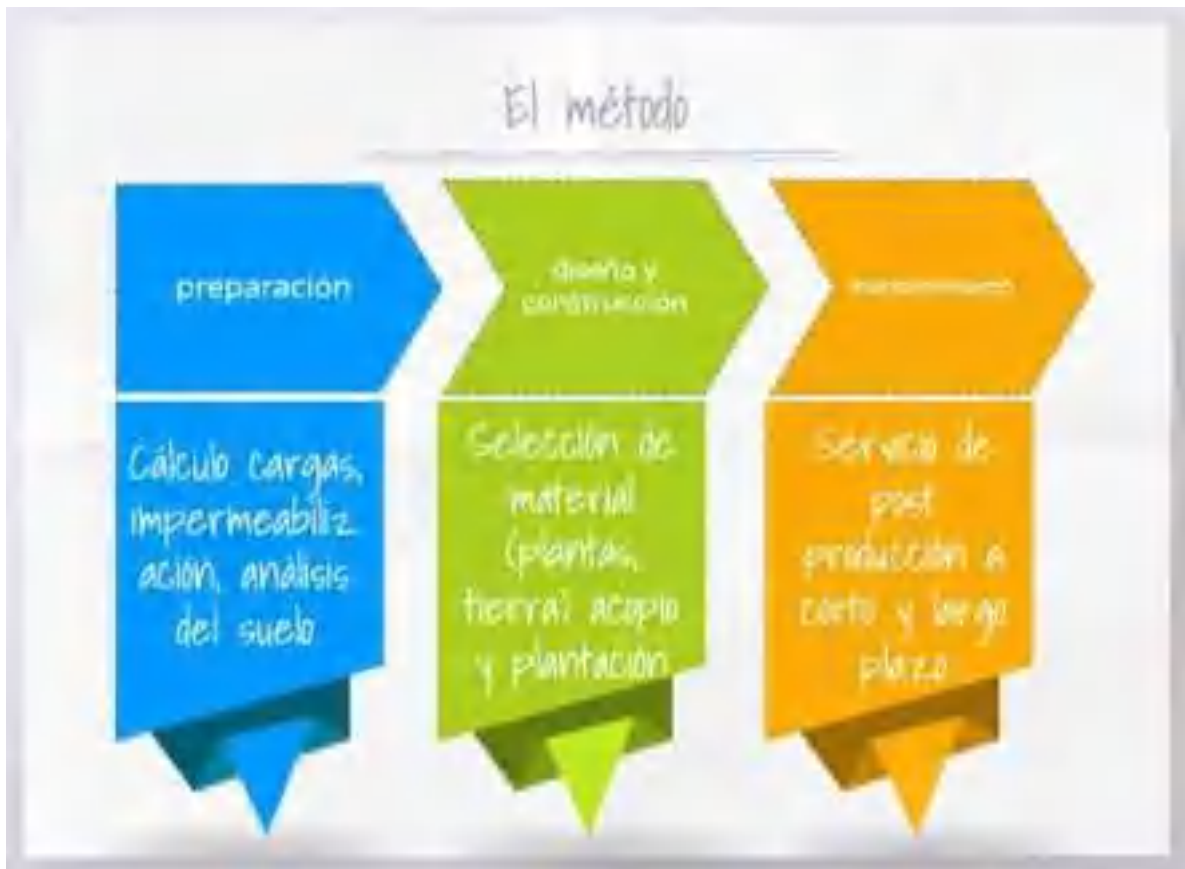 El método
preparación
Cálculo cargas,
impermeabiliz
ación, análisis
del suelo
diseño y
construcción
Selección de
material
(plantas,
tierra) acopio
y plantación
Servicio de
post
producción a
corto y largo
plazo